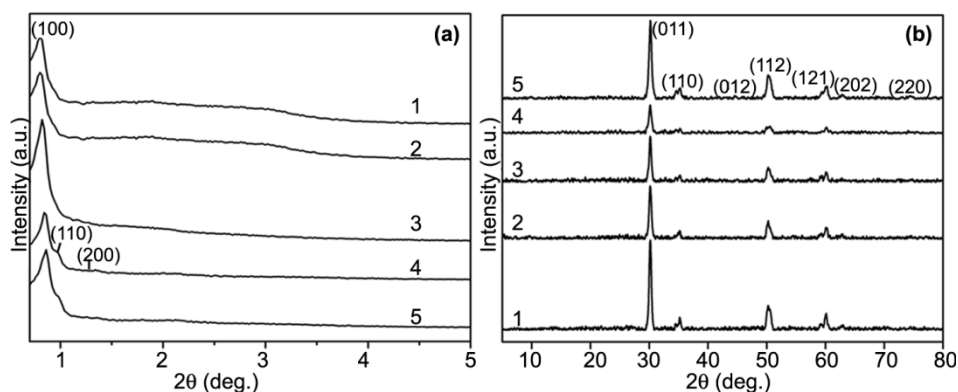 (100)
(a)
1
2
3
(110)
(200)
4
5
Intensity (a.u.)
1 2 3 4 5
2θ (deg.)
(b)
(011)
(112)
5
(110)
(012)
(121)
(202)
(220)
4
3
2
1
Intensity (a.u.)
10 20 30 40 50 60 70 80
2θ (deg.)